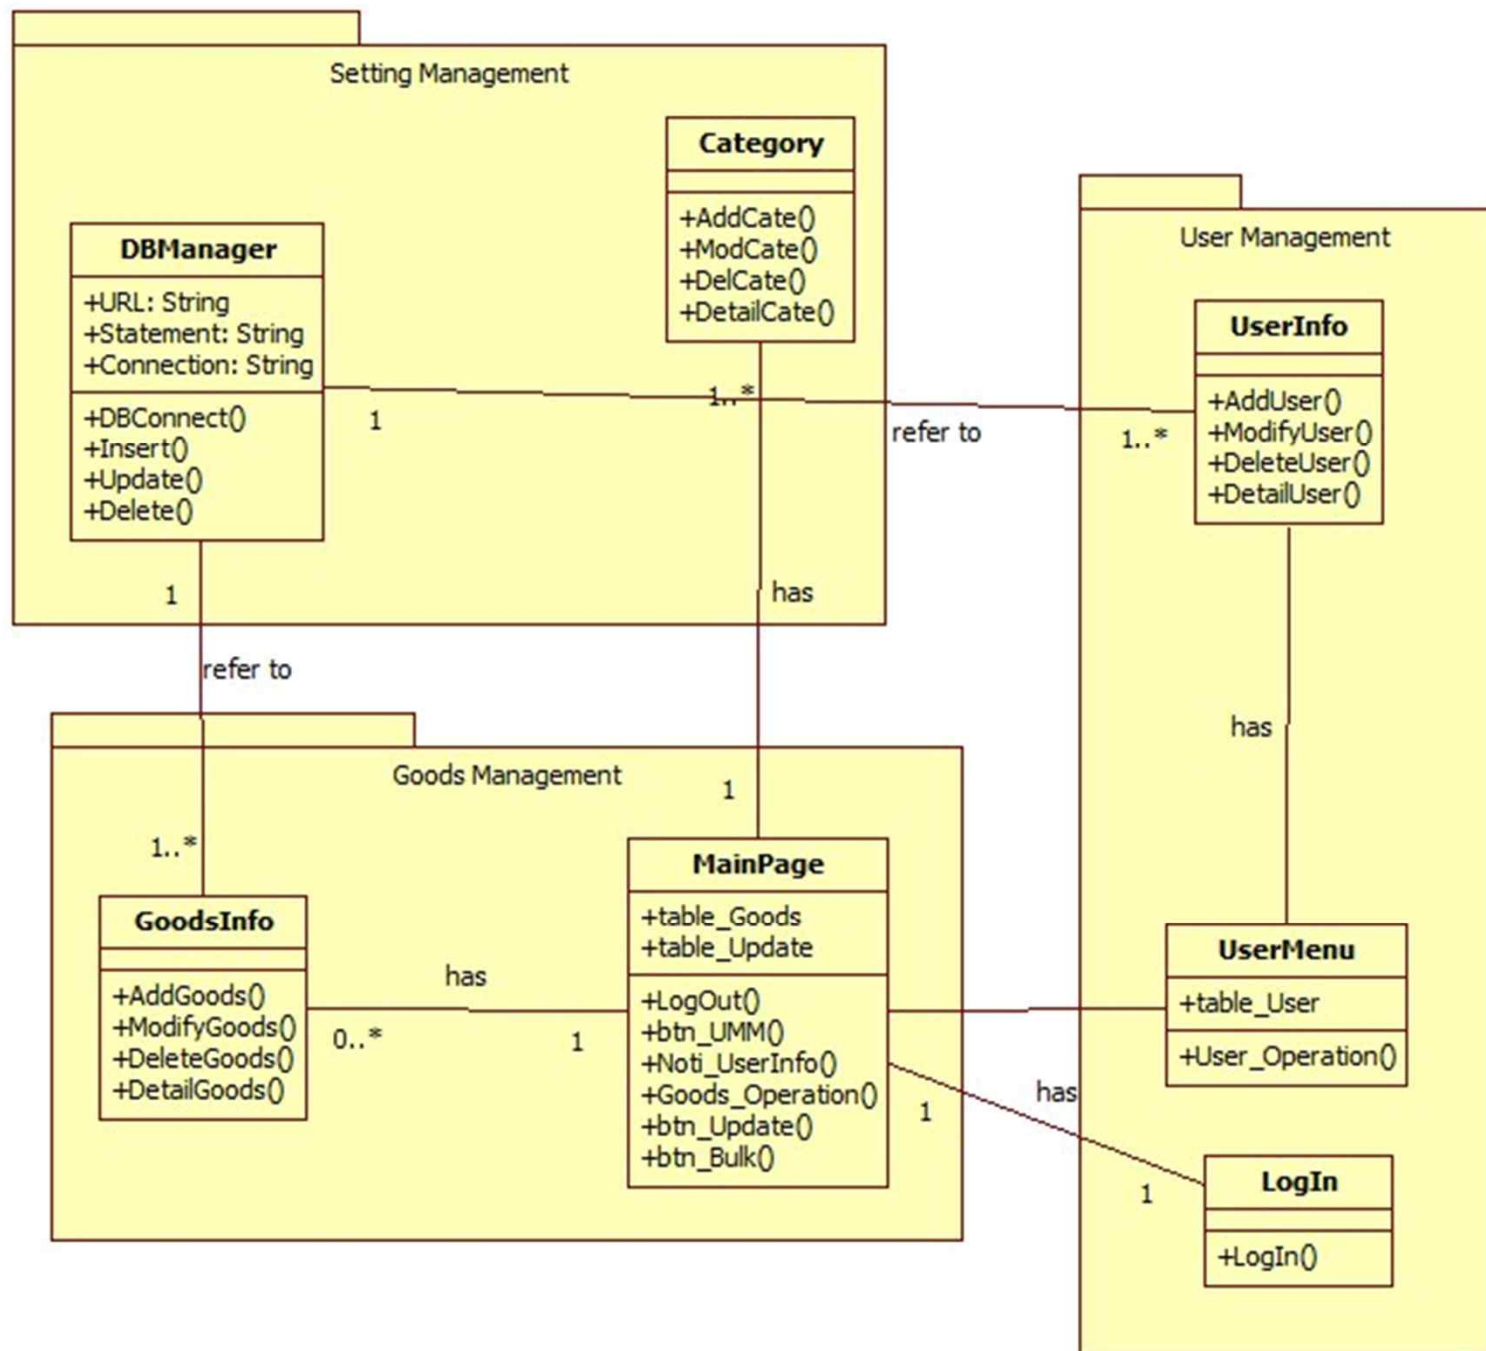 Setting Management
Category
+AddCate()
+ModCate()
+DelCate()
+DetailCate()
DBManager
+URL: String
+Statement: String
+Connection: String
+DBConnect()
+Insert()
+Update()
+Delete()
1
1..*
refer to
1..*
User Management
UserInfo
+AddUser()
+ModifyUser()
+DeleteUser()
+DetailUser()
1
has
refer to
has
Goods Management
1
1..*
MainPage
+table_Goods
+table_Update
+LogOut()
+btn_UMM()
+Noti_UserInfo()
+Goods_Operation()
+btn_Update()
+btn_Bulk()
GoodsInfo
+AddGoods()
+ModifyGoods()
+DeleteGoods()
+DetailGoods()
has
0..*
1
UserMenu
+table_User
+User_Operation()
has
1
1
LogIn
+LogIn()